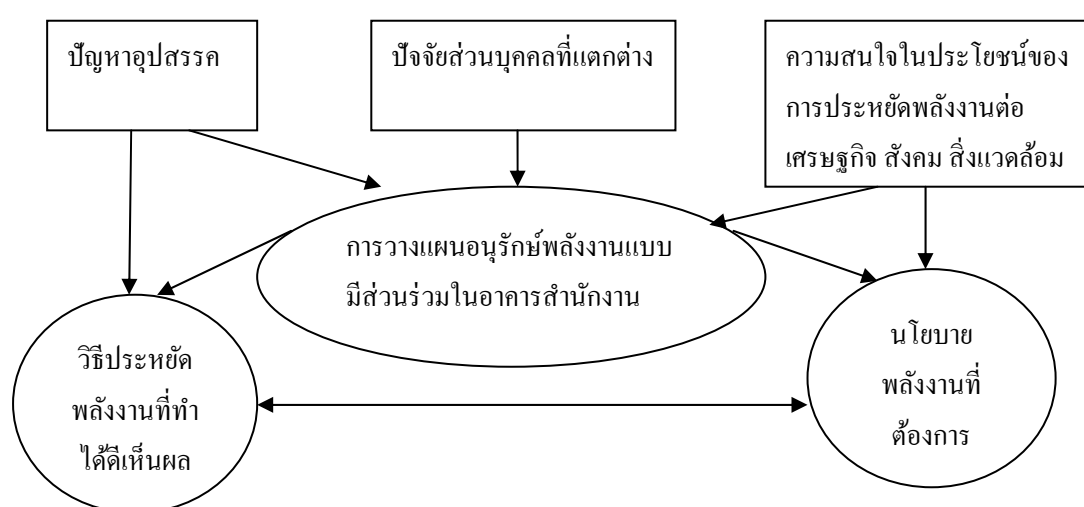 ปัญหาอุปสรรค
ปัจจัยส่วนบุคคลที่แตกต่าง
ความสนใจในประโยชน์ของ
การประหยัดพลังงานต่อ
เศรษฐกิจ สังคม สิ่งแวดล้อม
การวางแผนอนุรักษ์พลังงานแบบ
มีส่วนร่วมในอาคารสำนักงาน
วิธีประหยัด
พลังงานที่ทำ
ได้ดีเห็นผล
นโยบาย
พลังงานที่
ต้องการ